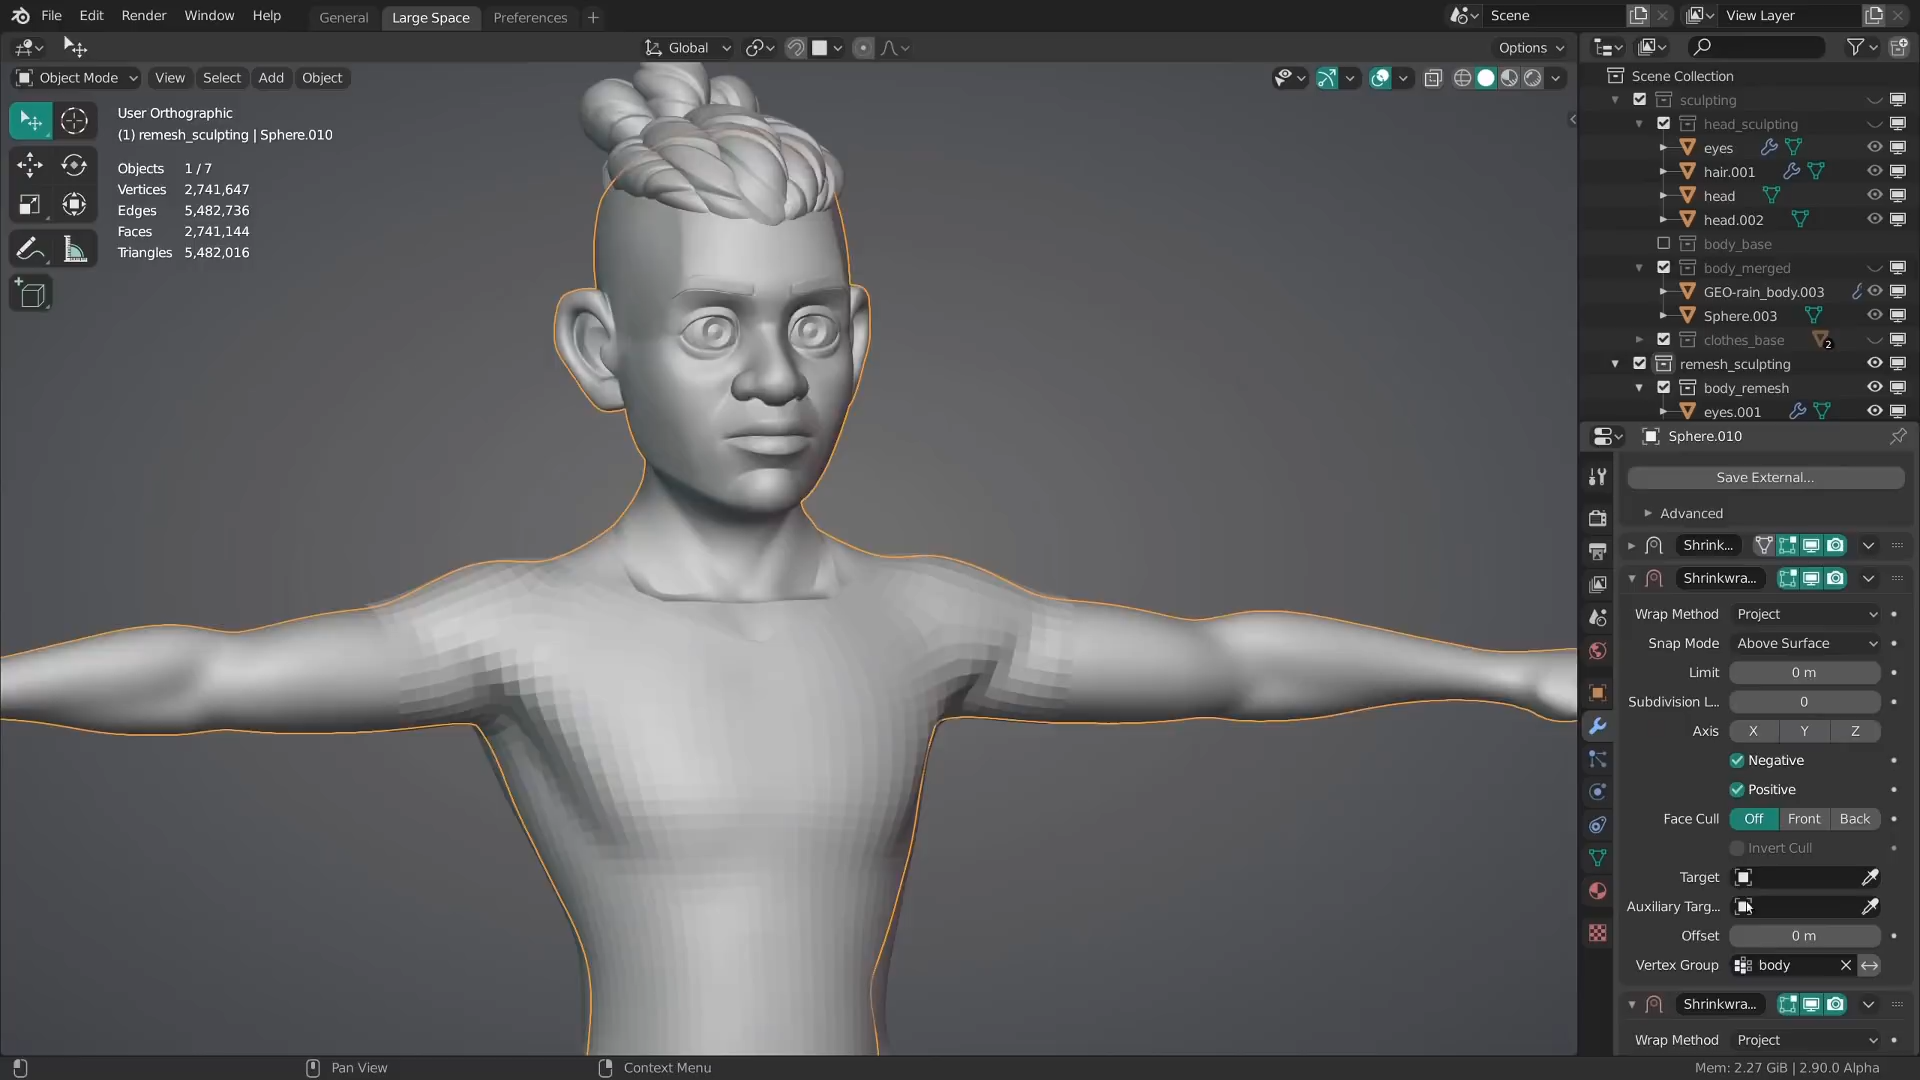 File Edit Render Window Help General Large Space Preferences + Scene View Layer
Global Options
Object Mode View Select Add Object
User Orthographic
(1) remesh_sculpting | Sphere.010
Objects 1 / 7
Vertices 2,741,647
Edges 5,482,736
Faces 2,741,144
Triangles 5,482,016
Scene Collection
sculpting
head_sculpting
eyes
hair.001
head
head.002
body_base
body_merged
GEO-rain_body.003
Sphere.003
clothes_base 2
remesh_sculpting
body_remesh
eyes.001
Sphere.010
Save External...
Advanced
Shrink...
Shrinkwra...
Wrap Method Project
Snap Mode Above Surface
Limit 0 m
Subdivision L... 0
Axis X Y Z
Negative
Positive
Face Cull Off Front Back
Invert Cull
Target
Auxiliary Targ...
Offset 0 m
Vertex Group body
Shrinkwra...
Wrap Method Project
Pan View Context Menu Mem: 2.27 GiB | 2.90.0 Alpha